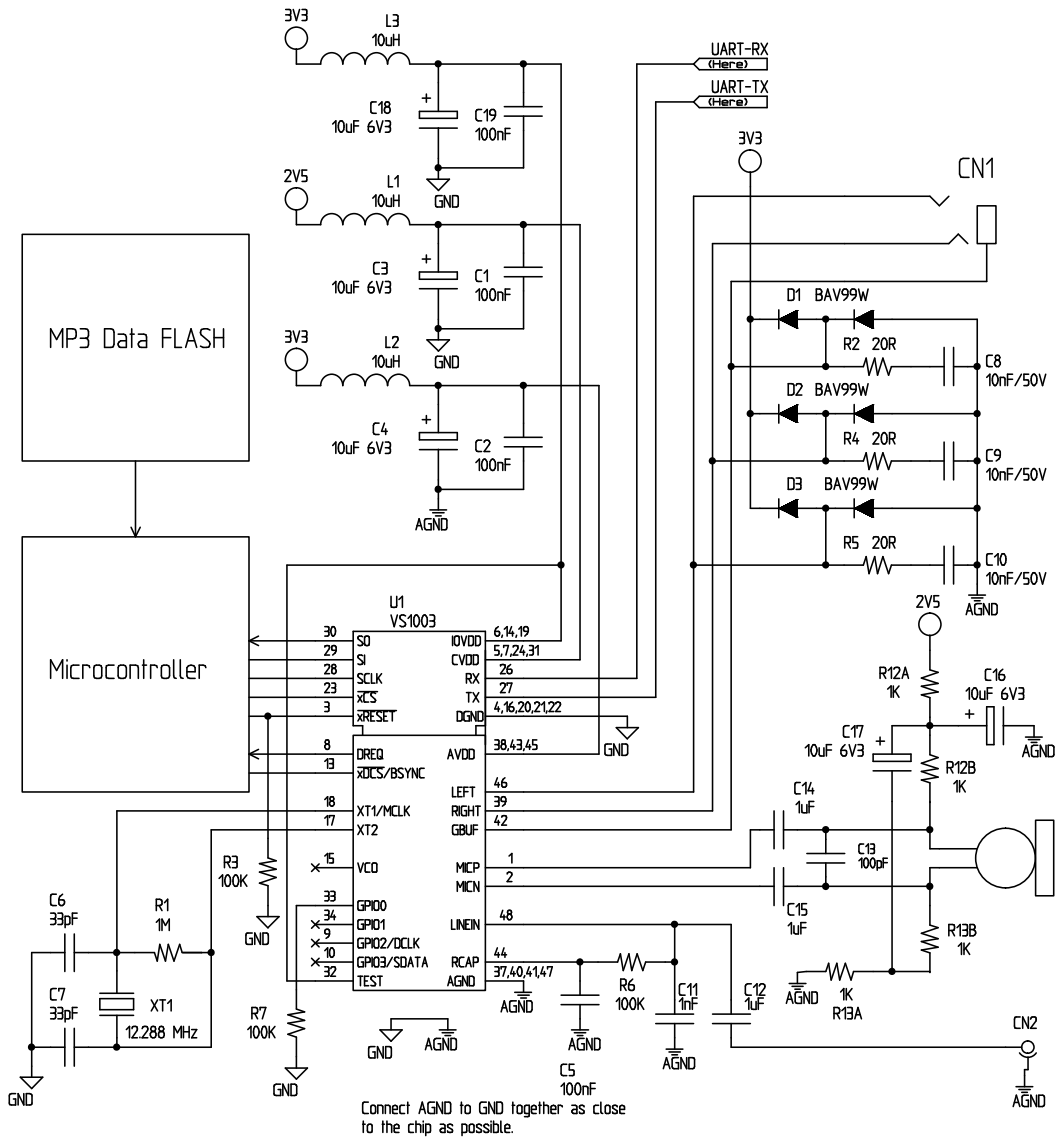 3V3
L3
10uH
C18
10uF 6V3
C19
100nF
GND
UART-RX
(Here)
UART-TX
(Here)
2V5
L1
10uH
C3
10uF 6V3
C1
100nF
GND
3V3
L2
10uH
C4
10uF 6V3
C2
100nF
AGND
3V3
CN1
D1 BAV99W
R2 20R
C8
10nF/50V
D2 BAV99W
R4 20R
C9
10nF/50V
D3 BAV99W
R5 20R
C10
10nF/50V
AGND
MP3 Data FLASH
Microcontroller
U1
VS1003
30 SO
29 SI
28 SCLK
23 xCS
3 xRESET
8 DREQ
13 xDCS/BSYNC
18 XT1/MCLK
17 XT2
15 VCO
33 GPIO0
34 GPIO1
9 GPIO2/DCLK
10 GPIO3/SDATA
32 TEST
IOVDD 6,14,19
CVDD 5,7,24,31
RX 26
TX 27
DGND 4,16,20,21,22
GND
AVDD 38,43,45
LEFT 46
RIGHT 39
GBUF 42
MICP 1
MICN 2
LINEIN 48
RCAP 44
AGND 37,40,41,47
AGND
2V5
R12A
1K
C16
10uF 6V3
AGND
C17
10uF 6V3
R12B
1K
C14
1uF
C13
100pF
C15
1uF
R13B
1K
AGND
1K
R13A
R3
100K
GND
C6
33pF
R1
1M
C7
33pF
XT1
12.288 MHz
GND
R7
100K
GND
GND
AGND
R6
100K
C5
100nF
AGND
C11
1nF
AGND
C12
1uF
CN2
AGND
Connect AGND to GND together as close
to the chip as possible.